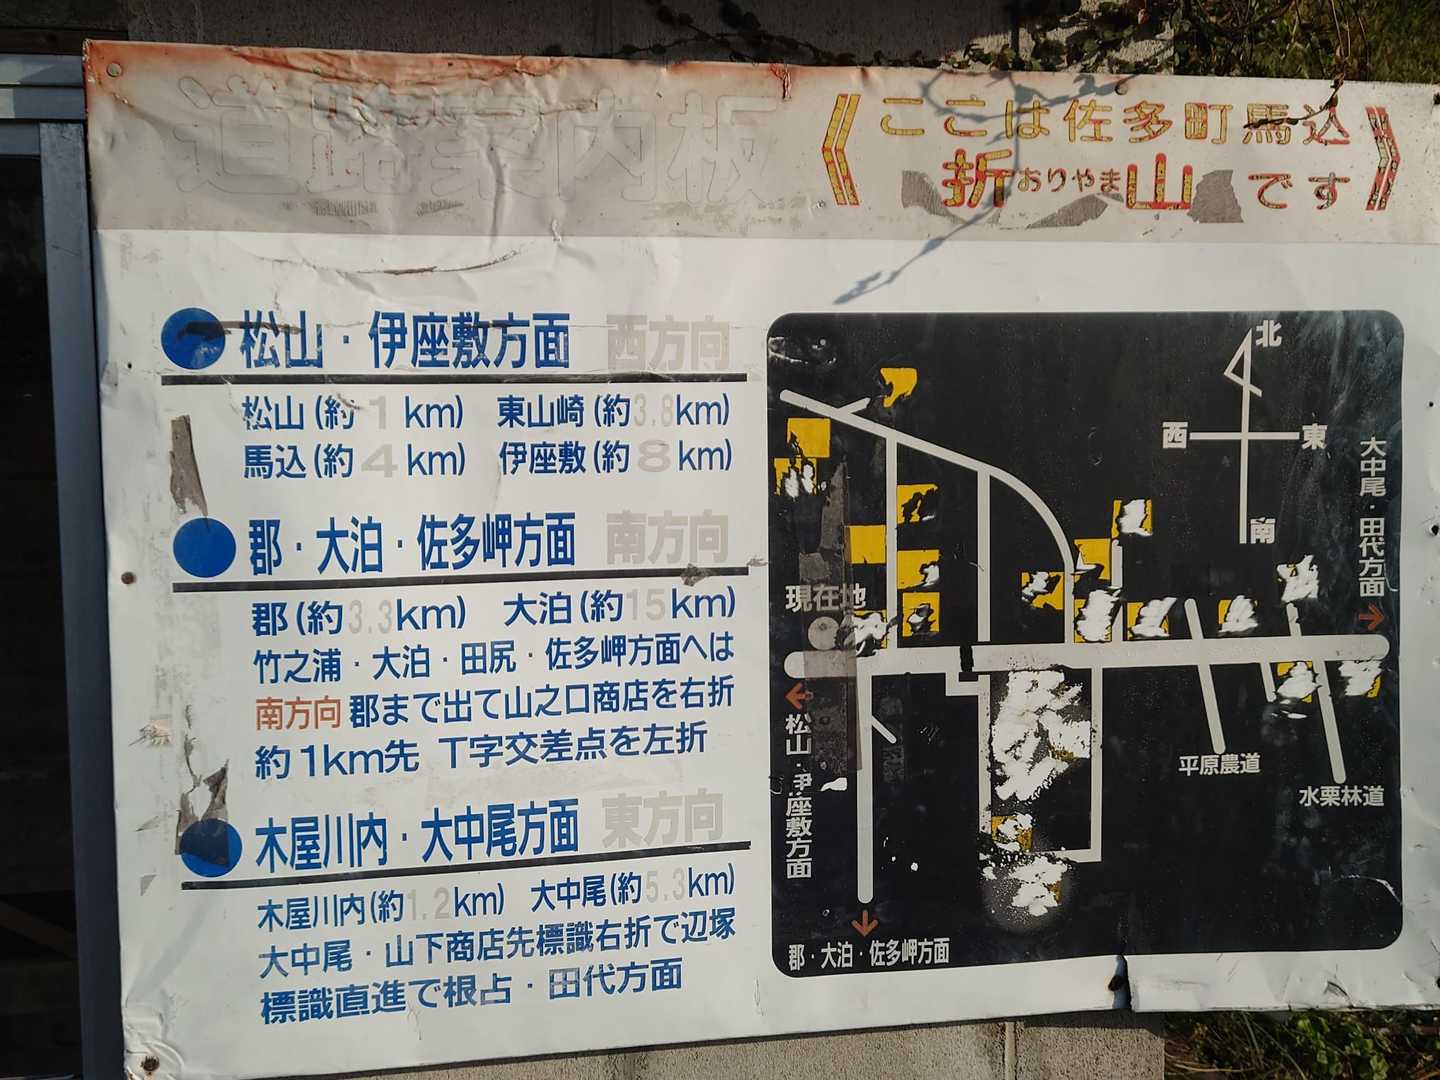 道路案内板
《ここは佐多町馬込
折おりやま山です》
松山・伊座敷方面 西方向
松山(約1km) 東山崎(約3.8km)
馬込(約4km) 伊座敷(約8km)
郡・大泊・佐多岬方面 南方向
郡(約3.3km) 大泊(約15km)
竹之浦・大泊・田尻・佐多岬方面へは
南方向郡まで出て山之口商店を右折
約1km先 T字交差点を左折
木屋川内・大中尾方面 東方向
木屋川内(約1.2km) 大中尾(約5.3km)
大中尾・山下商店先標識右折で辺塚
標識直進で根占・田代方面
北
西 東
南
大中尾・田代方面
現在地
松山・伊座敷方面
平原農道
水栗林道
郡・大泊・佐多岬方面